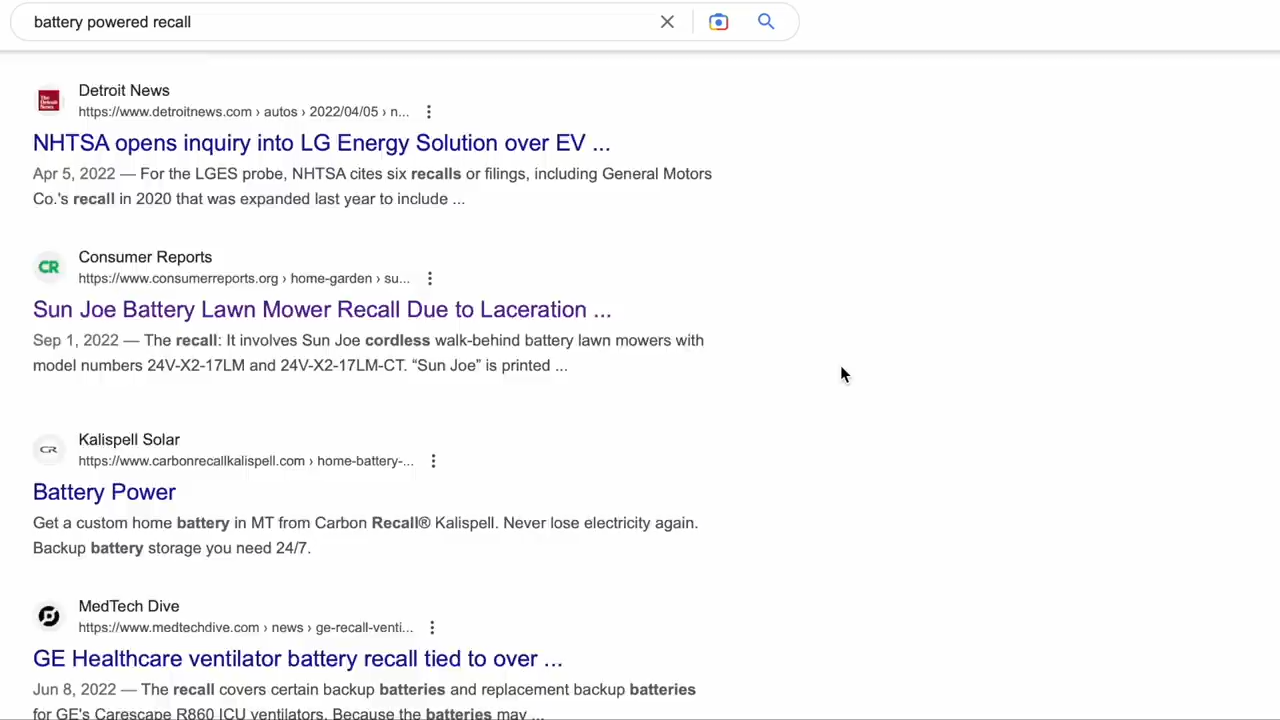 battery powered recall
Detroit News
https://www.detroitnews.com › autos › 2022/04/05 › n...
NHTSA opens inquiry into LG Energy Solution over EV ...
Apr 5, 2022 — For the LGES probe, NHTSA cites six recalls or filings, including General Motors
Co.'s recall in 2020 that was expanded last year to include ...
CR
Consumer Reports
https://www.consumerreports.org › home-garden › su...
Sun Joe Battery Lawn Mower Recall Due to Laceration ...
Sep 1, 2022 — The recall: It involves Sun Joe cordless walk-behind battery lawn mowers with
model numbers 24V-X2-17LM and 24V-X2-17LM-CT. “Sun Joe” is printed ...
CR
Kalispell Solar
https://www.carbonrecallkalispell.com › home-battery-...
Battery Power
Get a custom home battery in MT from Carbon Recall® Kalispell. Never lose electricity again.
Backup battery storage you need 24/7.
MedTech Dive
https://www.medtechdive.com › news › ge-recall-venti...
GE Healthcare ventilator battery recall tied to over ...
Jun 8, 2022 — The recall covers certain backup batteries and replacement backup batteries
for GE's Carescape R860 ICU ventilators. Because the batteries may ...